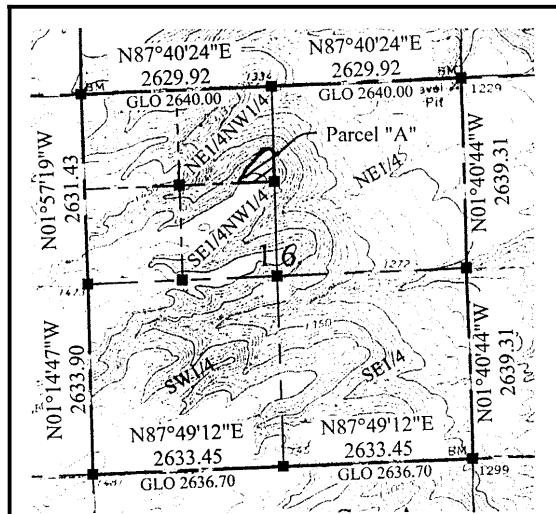 N87°40'24"E
2629.92
GLO 2640.00
N87°40'24"E
2629.92
GLO 2640.00
BM
1334
BM
1229
Pit
N01°57'19"W
2631.43
NE1/4NW1/4
Parcel "A"
NE1/4
N01°40'44"W
2639.31
SE1/4NW1/4
16
1272
N01°14'47"W
2633.90
1350
SW1/4
SE1/4
N01°40'44"W
2639.31
N87°49'12"E
2633.45
GLO 2636.70
N87°49'12"E
2633.45
GLO 2636.70
BM
1299